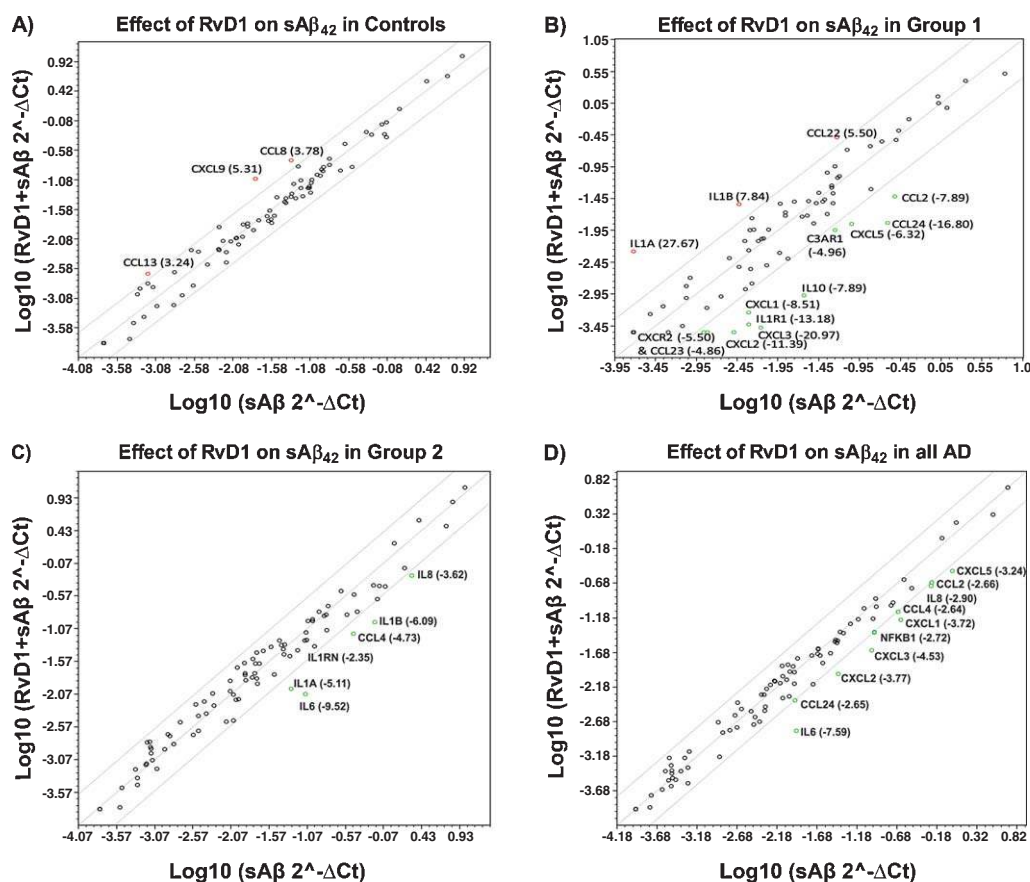 A) Effect of RvD1 on sAβ42 in Controls
Log10 (RvD1+sAβ 2^-ΔCt)
0.92
0.42
-0.08
-0.58
-1.08
-1.58
-2.08
-2.58
-3.08
-3.58
CCL8 (3.78)
CXCL9 (5.31)
CCL13 (3.24)
-4.08 -3.58 -3.08 -2.58 -2.08 -1.58 -1.08 -0.58 -0.08 0.42 0.92
Log10 (sAβ 2^-ΔCt)
B) Effect of RvD1 on sAβ42 in Group 1
Log10 (RvD1+sAβ 2^-ΔCt)
1.05
0.55
0.05
-0.45
-0.95
-1.45
-1.95
-2.45
-2.95
-3.45
CCL22 (5.50)
IL1B (7.84)
CCL2 (-7.89)
CCL24 (-16.80)
CXCL5 (-6.32)
C3AR1
(-4.96)
IL1A (27.67)
IL10 (-7.89)
CXCL1 (-8.51)
IL1R1 (-13.18)
CXCL3 (-20.97)
CXCR2 (-5.50)
CXCL2 (-11.39)
& CCL23 (-4.86)
-3.95 -3.45 -2.95 -2.45 -1.95 -1.45 -0.95 -0.45 0.05 0.55 1.0
Log10 (sAβ 2^-ΔCt)
C) Effect of RvD1 on sAβ42 in Group 2
Log10 (RvD1+sAβ 2^-ΔCt)
0.93
0.43
-0.07
-0.57
-1.07
-1.57
-2.07
-2.57
-3.07
-3.57
IL8 (-3.62)
IL1B (-6.09)
CCL4 (-4.73)
IL1RN (-2.35)
IL1A (-5.11)
IL6 (-9.52)
-4.07 -3.57 -3.07 -2.57 -2.07 -1.57 -1.07 -0.57 -0.07 0.43 0.93
Log10 (sAβ 2^-ΔCt)
D) Effect of RvD1 on sAβ42 in all AD
Log10 (RvD1+sAβ 2^-ΔCt)
0.82
0.32
-0.18
-0.68
-1.18
-1.68
-2.18
-2.68
-3.18
-3.68
CXCL5 (-3.24)
CCL2 (-2.66)
IL8 (-2.90)
CCL4 (-2.64)
CXCL1 (-3.72)
NFKB1 (-2.72)
CXCL3 (-4.53)
CXCL2 (-3.77)
CCL24 (-2.65)
IL6 (-7.59)
-4.18 -3.68 -3.18 -2.68 -2.18 -1.68 -1.18 -0.68 -0.18 0.32 0.82
Log10 (sAβ 2^-ΔCt)